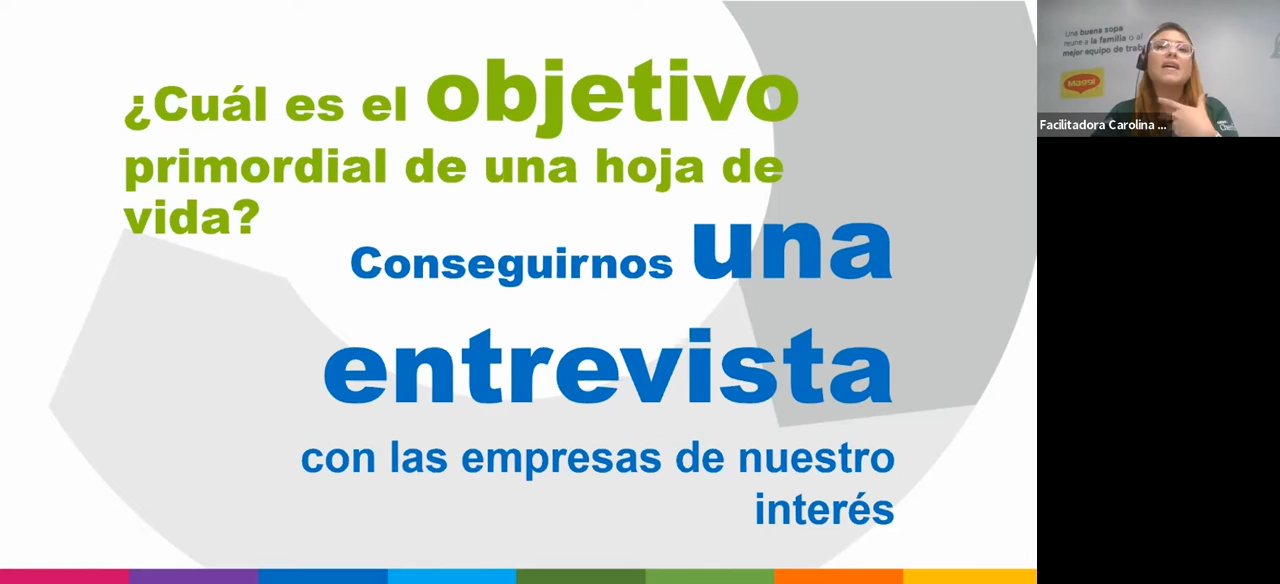 ¿Cuál es el objetivo
primordial de una hoja de
vida?
Conseguirnos una
entrevista
con las empresas de nuestro
interés
Una buena sopa
reune a la familia o al
mejor equipo de trab
Maggi
Facilitadora Carolina ...